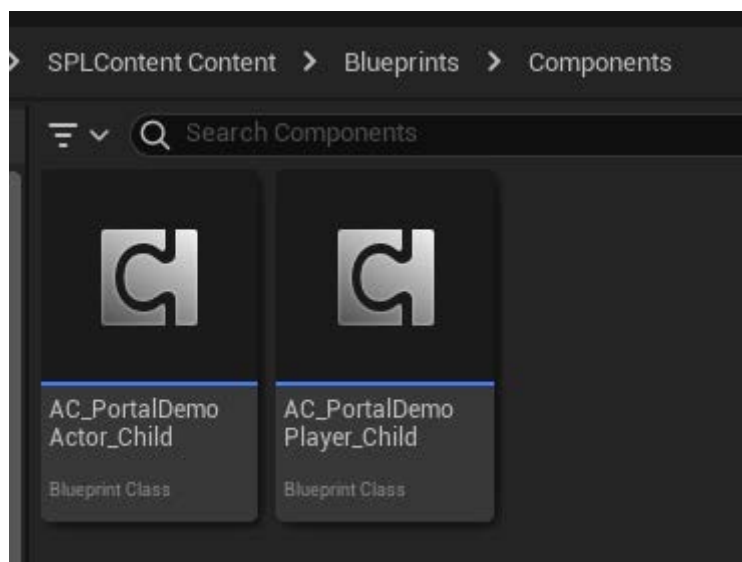 SPLContent Content > Blueprints > Components
Search Components
AC_PortalDemo
Actor_Child
Blueprint Class
AC_PortalDemo
Player_Child
Blueprint Class